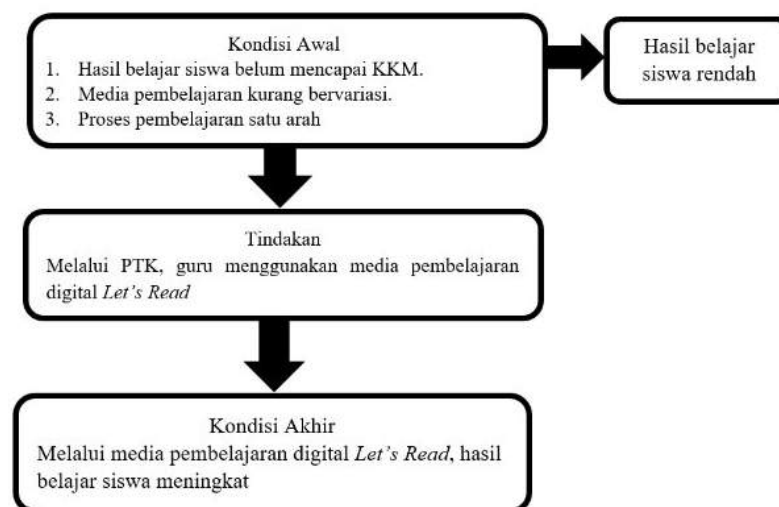 Kondisi Awal
1. Hasil belajar siswa belum mencapai KKM.
2. Media pembelajaran kurang bervariasi.
3. Proses pembelajaran satu arah
Hasil belajar
siswa rendah
Tindakan
Melalui PTK, guru menggunakan media pembelajaran
digital Let’s Read
Kondisi Akhir
Melalui media pembelajaran digital Let’s Read, hasil
belajar siswa meningkat